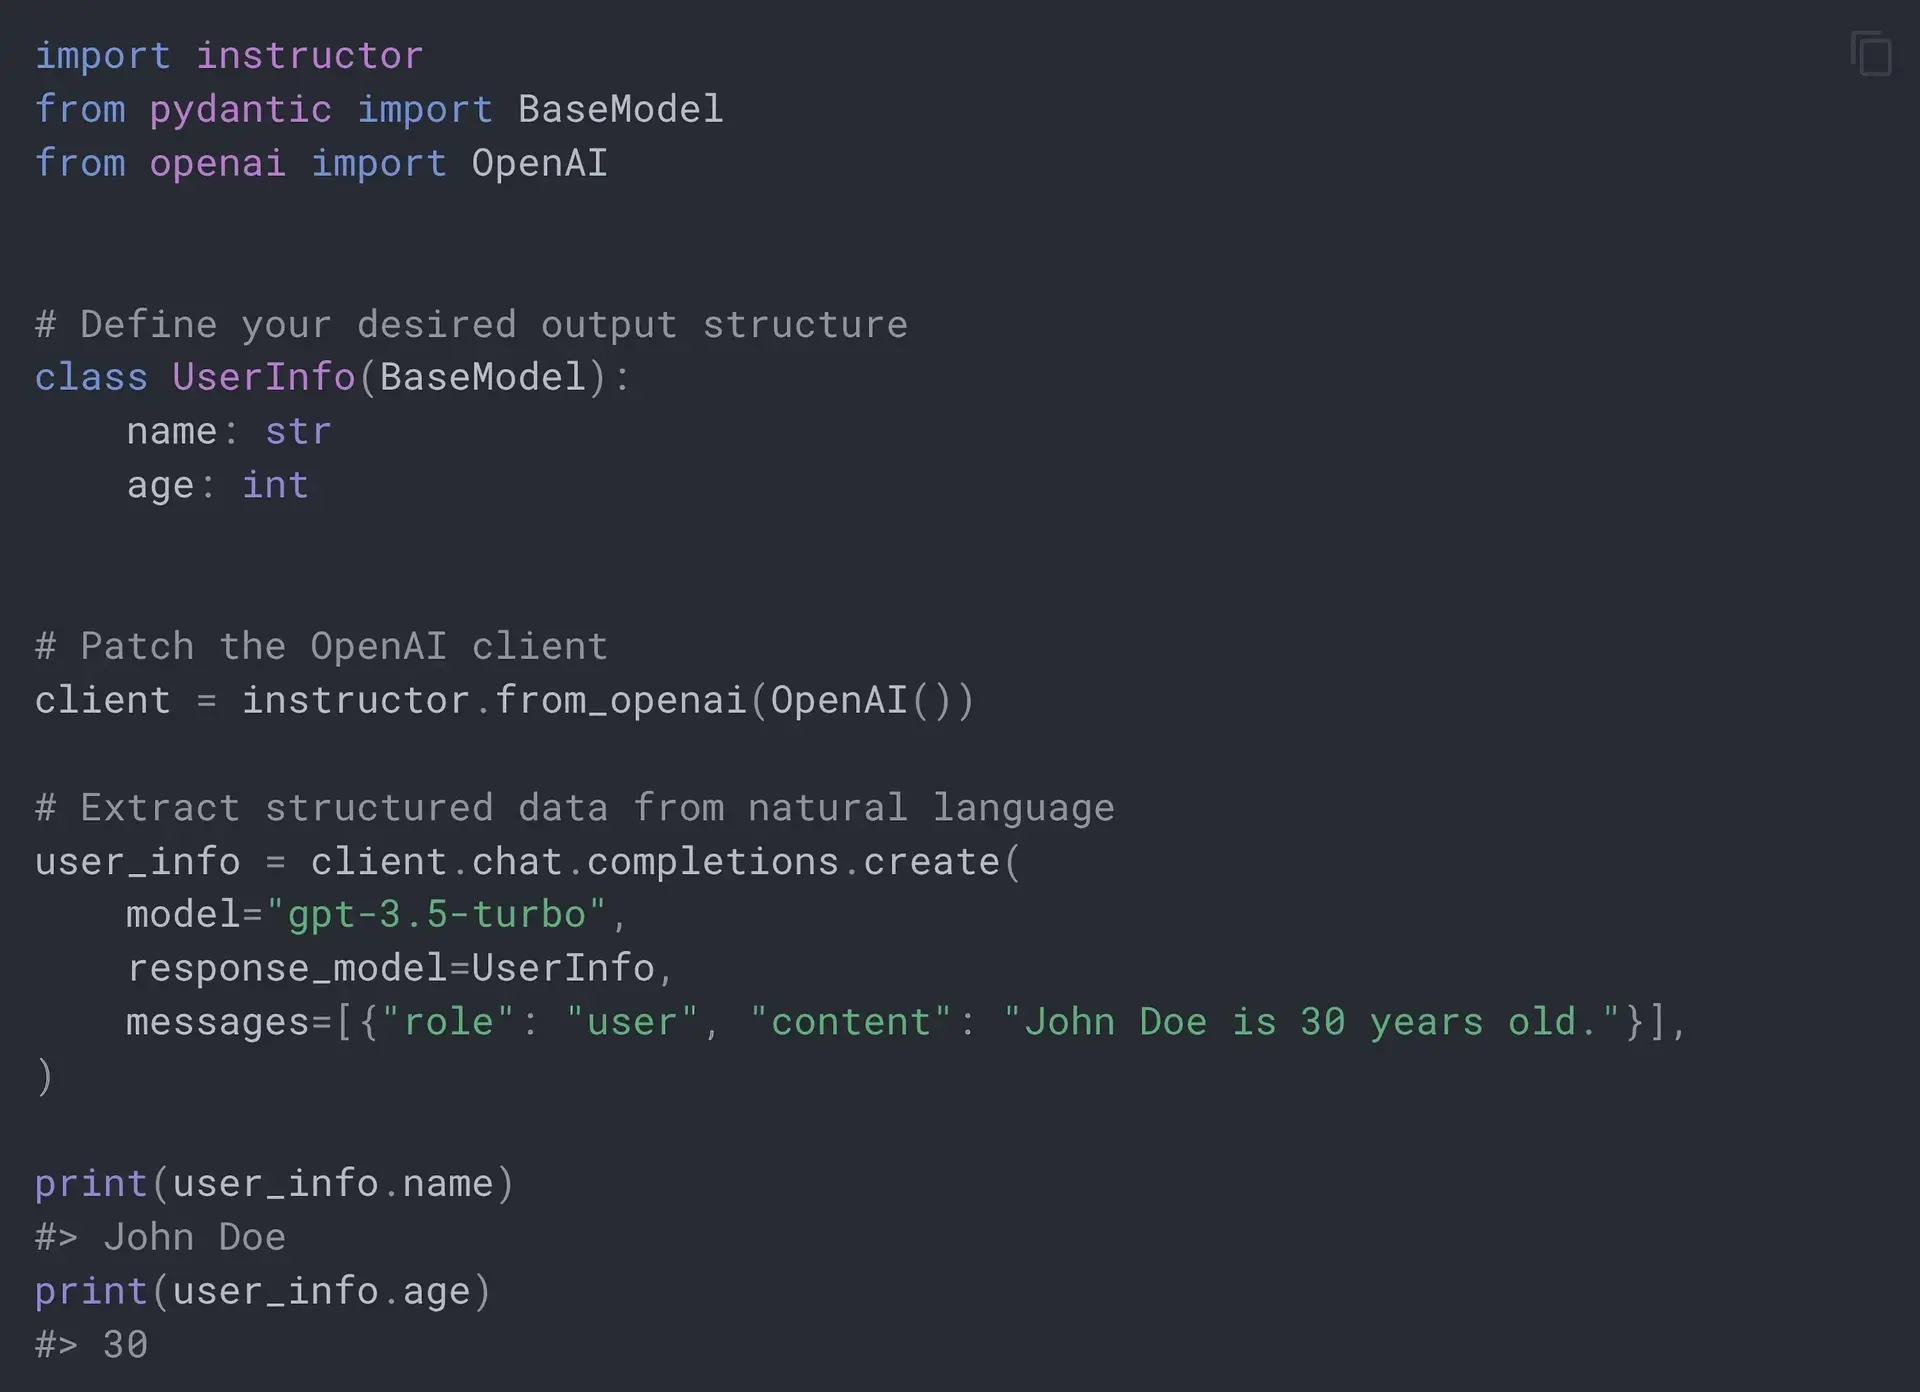 import instructor
from pydantic import BaseModel
from openai import OpenAI
# Define your desired output structure
class UserInfo(BaseModel):
    name: str
    age: int
# Patch the OpenAI client
client = instructor.from_openai(OpenAI())
# Extract structured data from natural language
user_info = client.chat.completions.create(
    model="gpt-3.5-turbo",
    response_model=UserInfo,
    messages=[{"role": "user", "content": "John Doe is 30 years old."}],
)
print(user_info.name)
#> John Doe
print(user_info.age)
#> 30